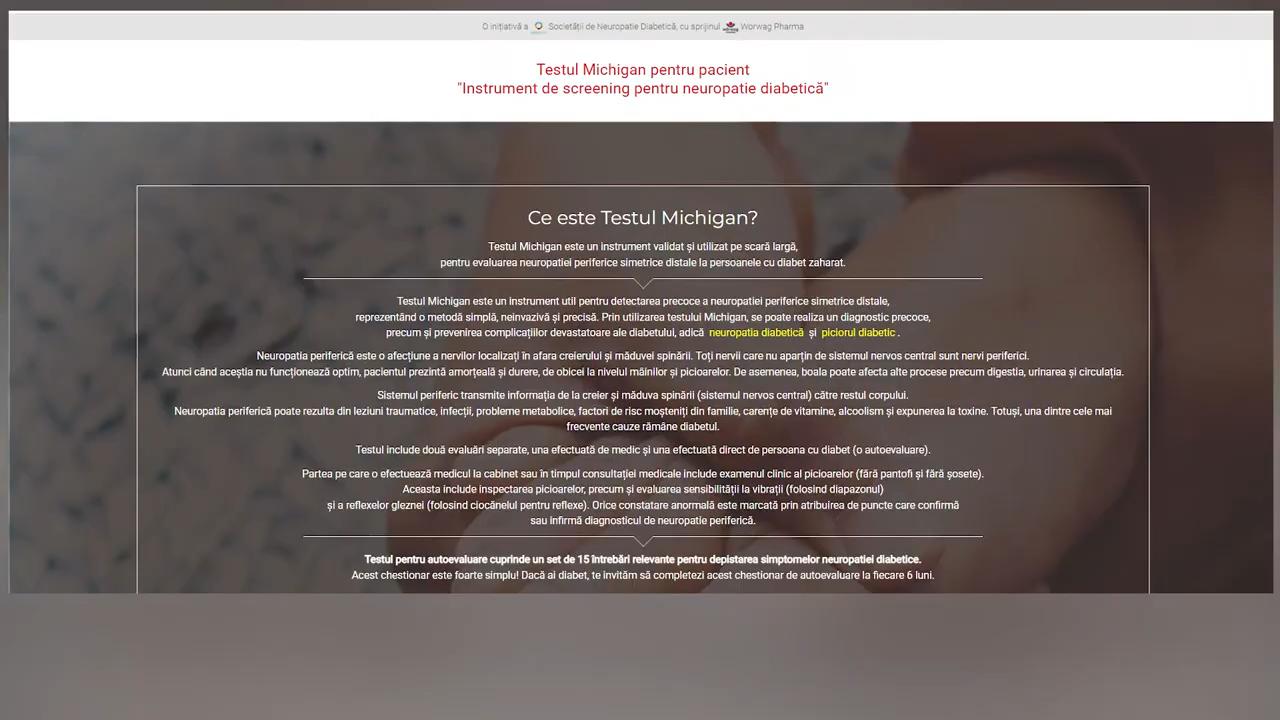 O inițiativă a Societății de Neuropatie Diabetică, cu sprijinul Worwag Pharma
Testul Michigan pentru pacient
"Instrument de screening pentru neuropatie diabetică"
Ce este Testul Michigan?
Testul Michigan este un instrument validat și utilizat pe scară largă,
pentru evaluarea neuropatiei periferice simetrice distale la persoanele cu diabet zaharat.
Testul Michigan este un instrument util pentru detectarea precoce a neuropatiei periferice simetrice distale,
reprezentând o metodă simplă, neinvazivă și precisă. Prin utilizarea testului Michigan, se poate realiza un diagnostic precoce,
precum și prevenirea complicațiilor devastatoare ale diabetului, adică neuropatia diabetică și piciorul diabetic .
Neuropatia periferică este o afecțiune a nervilor localizați în afara creierului și măduvei spinării. Toți nervii care nu aparțin de sistemul nervos central sunt nervi periferici.
Atunci când aceștia nu funcționează optim, pacientul prezintă amorțeală și durere, de obicei la nivelul mâinilor și picioarelor. De asemenea, boala poate afecta alte procese precum digestia, urinarea și circulația.
Sistemul periferic transmite informația de la creier și măduva spinării (sistemul nervos central) către restul corpului.
Neuropatia periferică poate rezulta din leziuni traumatice, infecții, probleme metabolice, factori de risc moșteniți din familie, carențe de vitamine, alcoolism și expunerea la toxine. Totuși, una dintre cele mai
frecvente cauze rămâne diabetul.
Testul include două evaluări separate, una efectuată de medic și una efectuată direct de persoana cu diabet (o autoevaluare).
Partea pe care o efectuează medicul la cabinet sau în timpul consultației medicale include examenul clinic al picioarelor (fără pantofi și fără șosete).
Aceasta include inspectarea picioarelor, precum și evaluarea sensibilității la vibrații (folosind diapazonul)
și a reflexelor gleznei (folosind ciocănelul pentru reflexe). Orice constatare anormală este marcată prin atribuirea de puncte care confirmă
sau infirmă diagnosticul de neuropatie periferică.
Testul pentru autoevaluare cuprinde un set de 15 întrebări relevante pentru depistarea simptomelor neuropatiei diabetice.
Acest chestionar este foarte simplu! Dacă ai diabet, te invităm să completezi acest chestionar de autoevaluare la fiecare 6 luni.